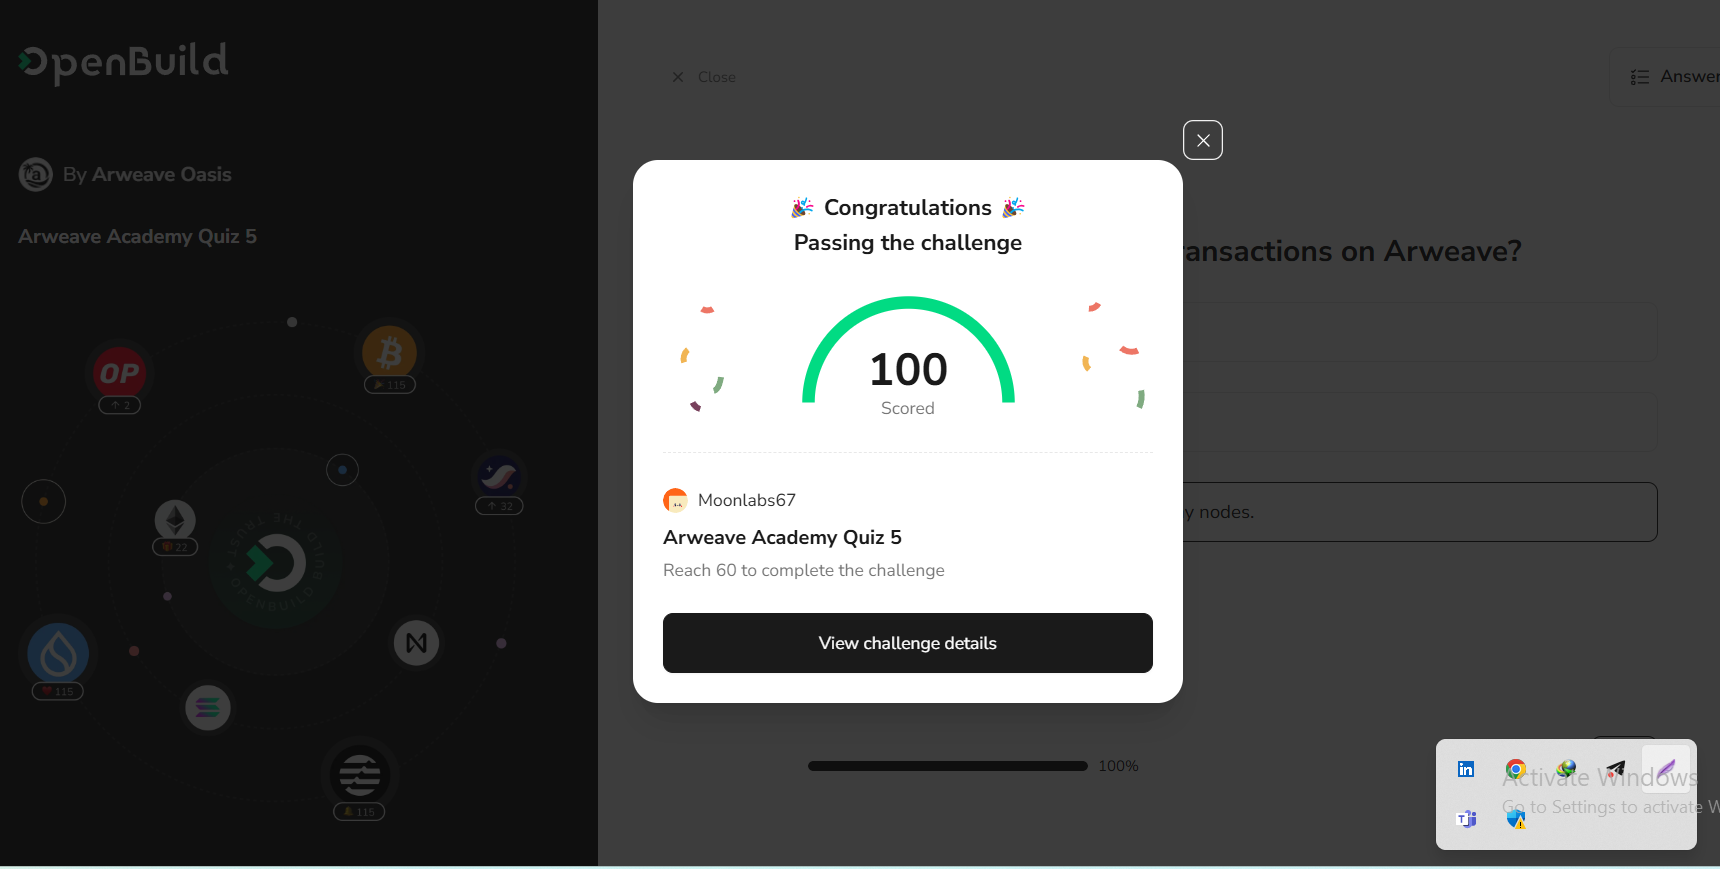 OpenBuild
By Arweave Oasis
Arweave Academy Quiz 5
OP
2
115
32
22
115
115
Close
Answer
ansactions on Arweave?
y nodes.
Congratulations
Passing the challenge
100
Scored
Moonlabs67
Arweave Academy Quiz 5
Reach 60 to complete the challenge
View challenge details
100%
Activate Windows
Go to Settings to activate W